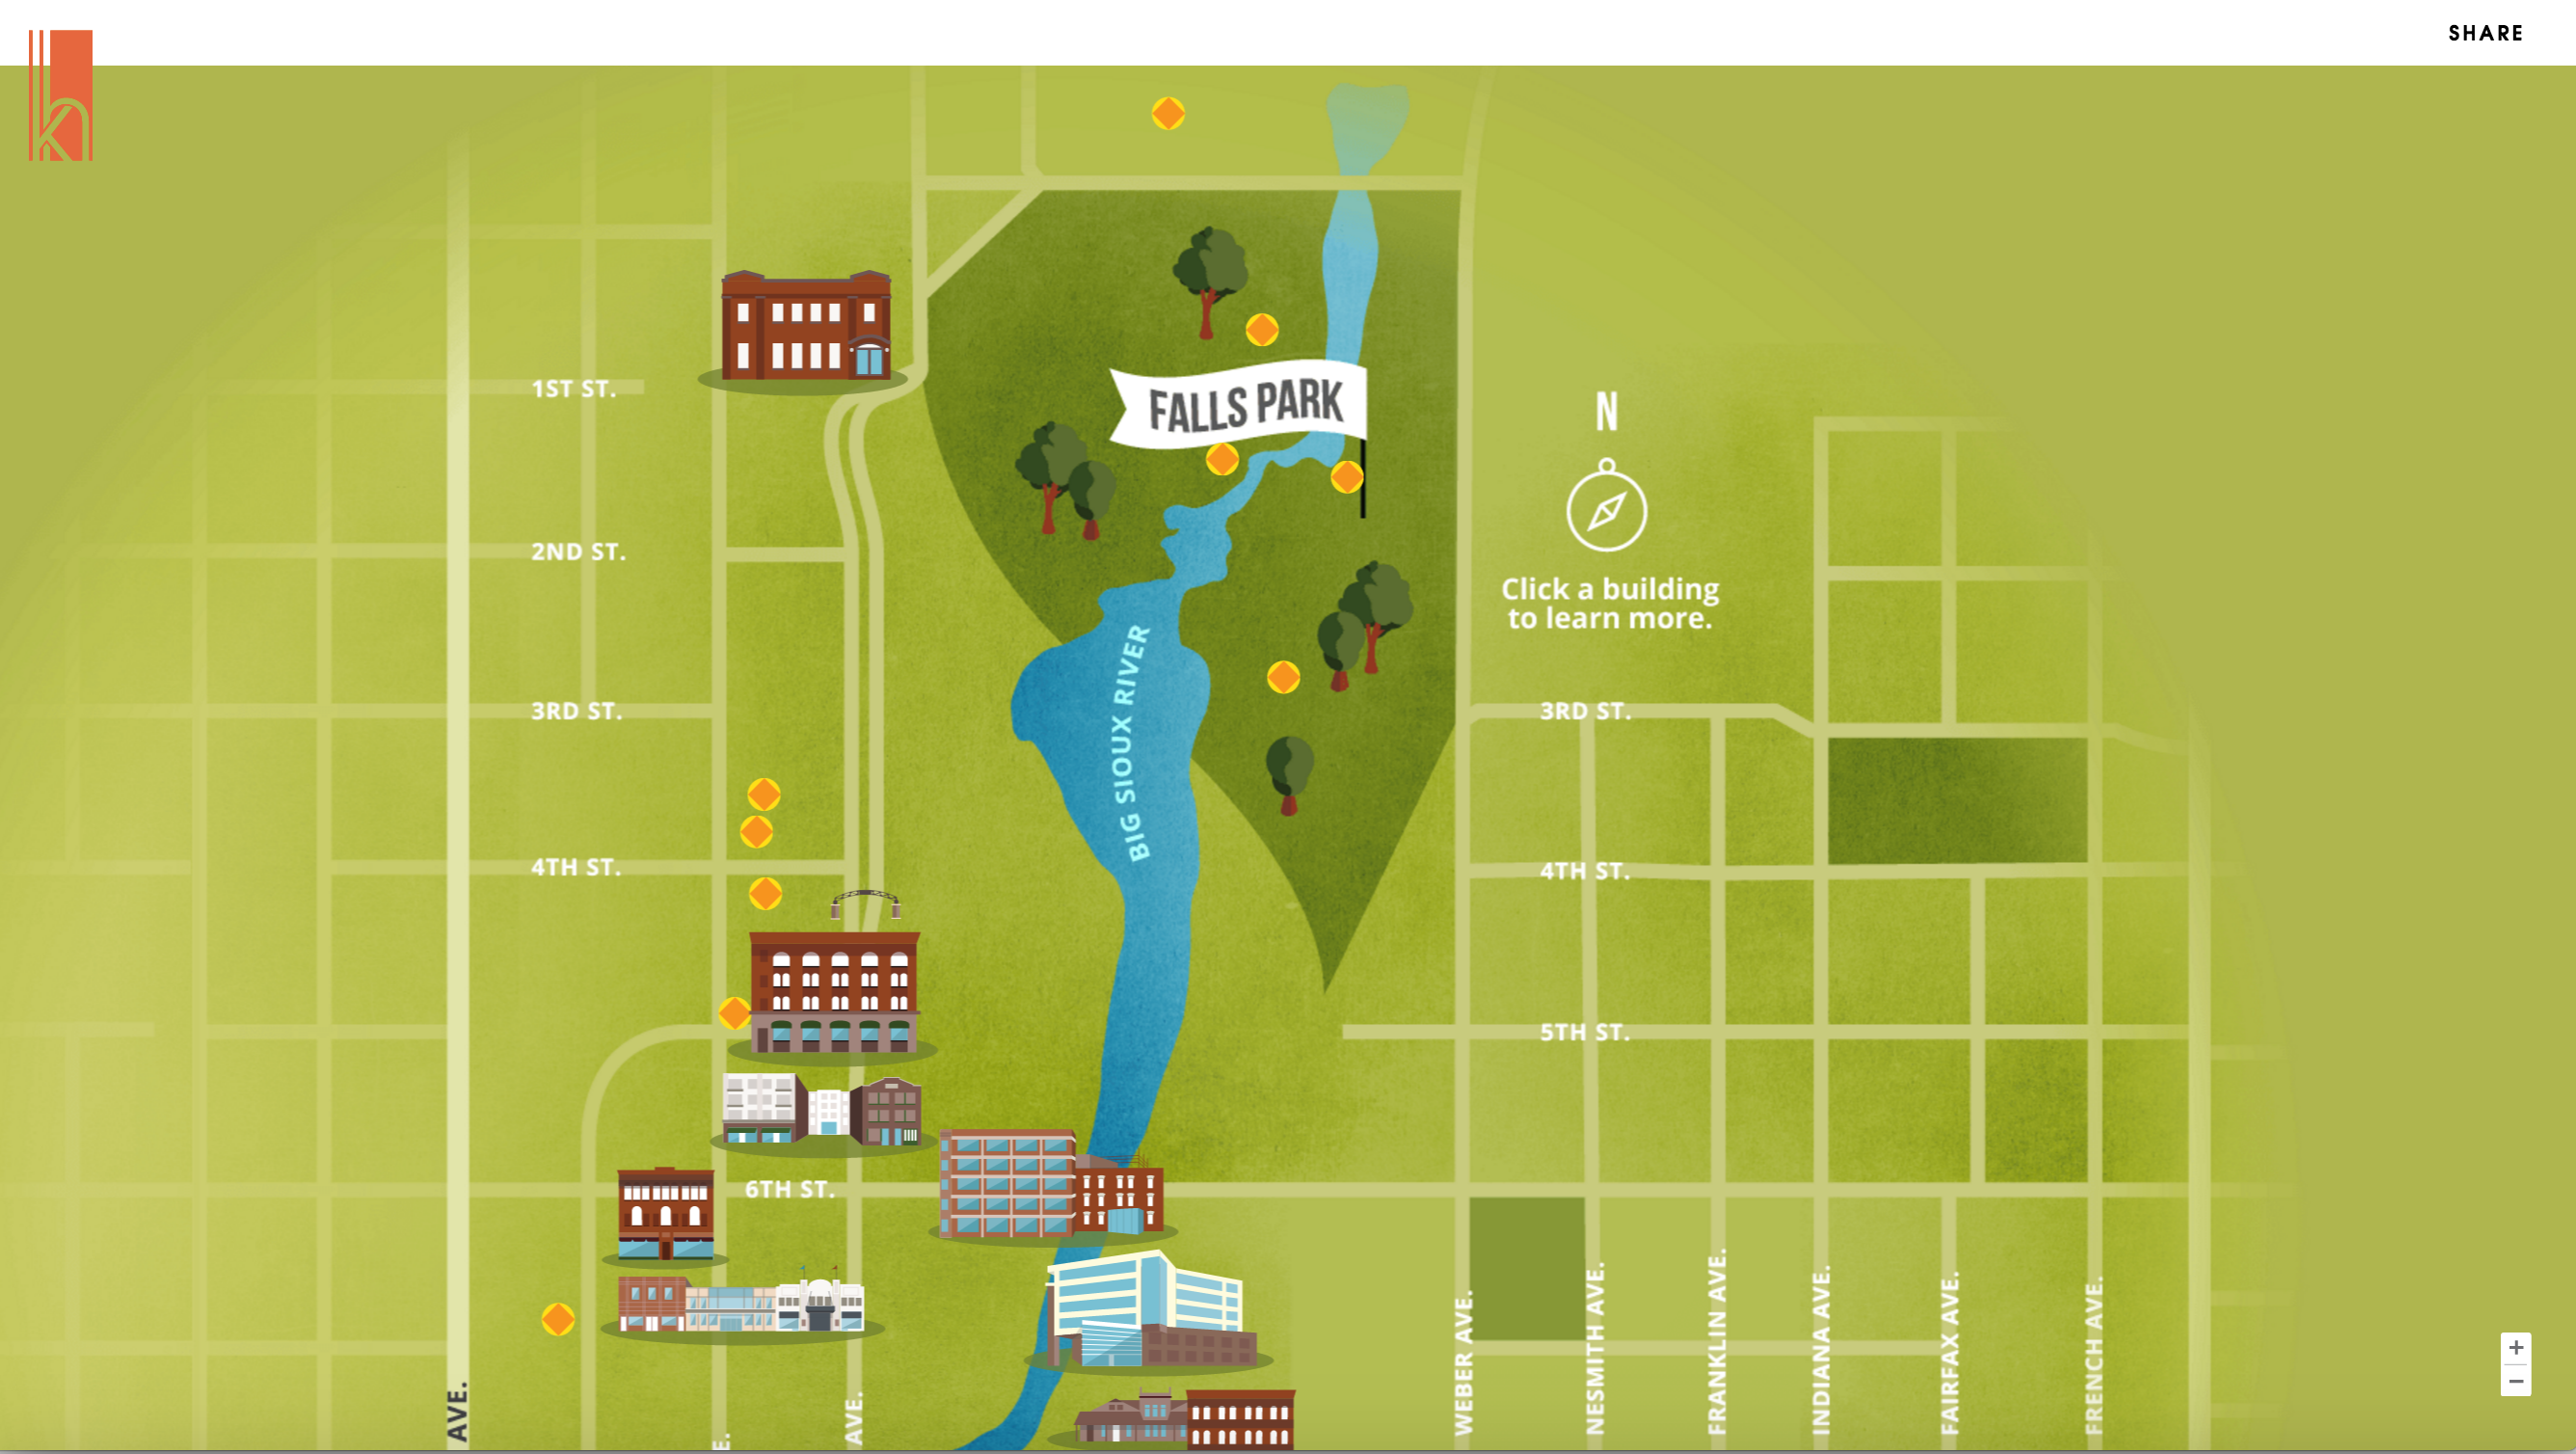 SHARE
kh
FALLS PARK
N
1ST ST.
2ND ST.
Click a building
to learn more.
BIG SIOUX RIVER
3RD ST.
3RD ST.
4TH ST.
4TH ST.
5TH ST.
6TH ST.
AVE.
E.
AVE.
WEBER AVE.
NESMITH AVE.
FRANKLIN AVE.
INDIANA AVE.
FAIRFAX AVE.
FRENCH AVE.
+
−